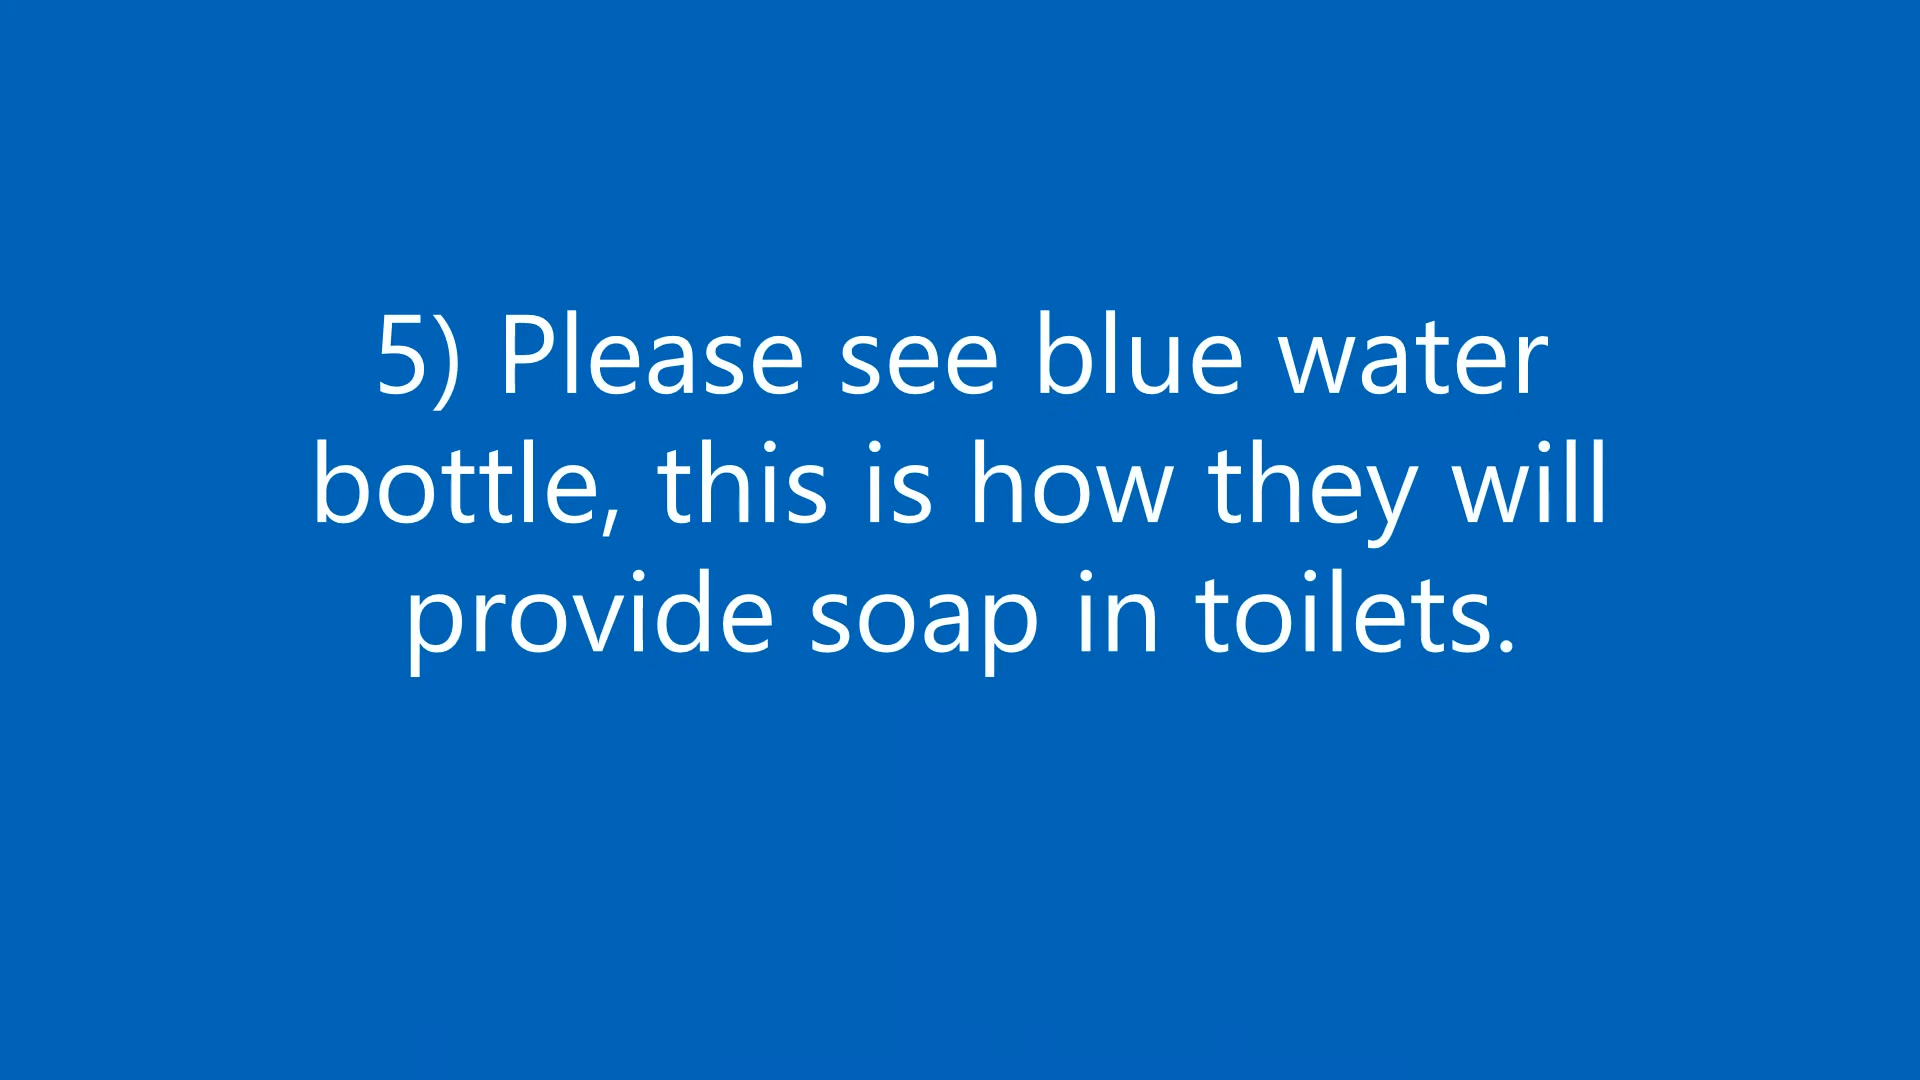 5) Please see blue water
bottle, this is how they will
provide soap in toilets.